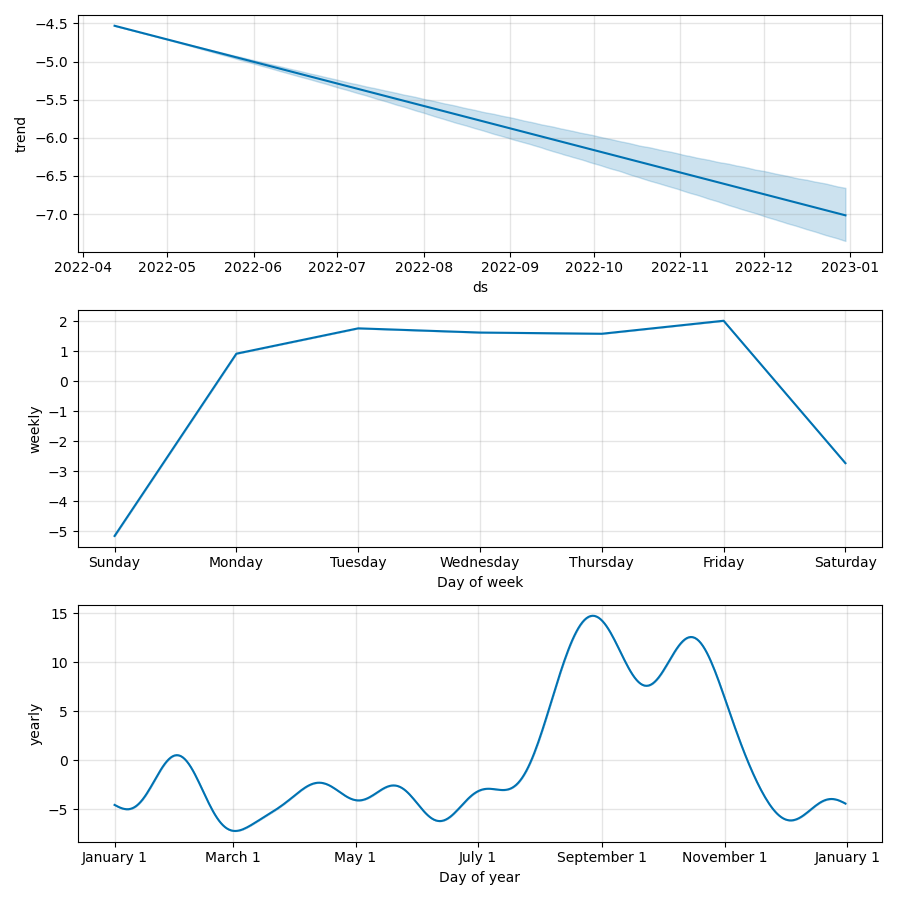 −4.5
−5.0
−5.5
−6.0
−6.5
−7.0
trend
2022-04 2022-05 2022-06 2022-07 2022-08 2022-09 2022-10 2022-11 2022-12 2023-01
ds
2
1
0
−1
−2
−3
−4
−5
weekly
Sunday Monday Tuesday Wednesday Thursday Friday Saturday
Day of week
15
10
5
0
−5
yearly
January 1 March 1 May 1 July 1 September 1 November 1 January 1
Day of year